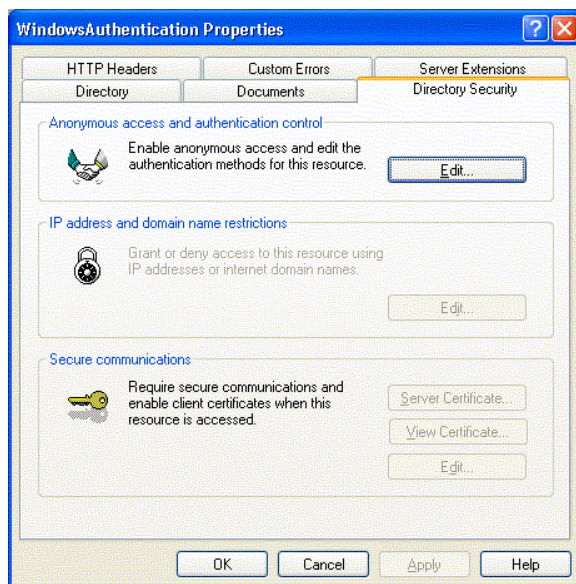 WindowsAuthentication Properties
HTTP Headers
Custom Errors
Server Extensions
Directory
Documents
Directory Security
Anonymous access and authentication control
Enable anonymous access and edit the
authentication methods for this resource.
Edit...
IP address and domain name restrictions
Grant or deny access to this resource using
IP addresses or internet domain names.
Edit...
Secure communications
Require secure communications and
enable client certificates when this
resource is accessed.
Server Certificate...
View Certificate...
Edit...
OK
Cancel
Apply
Help